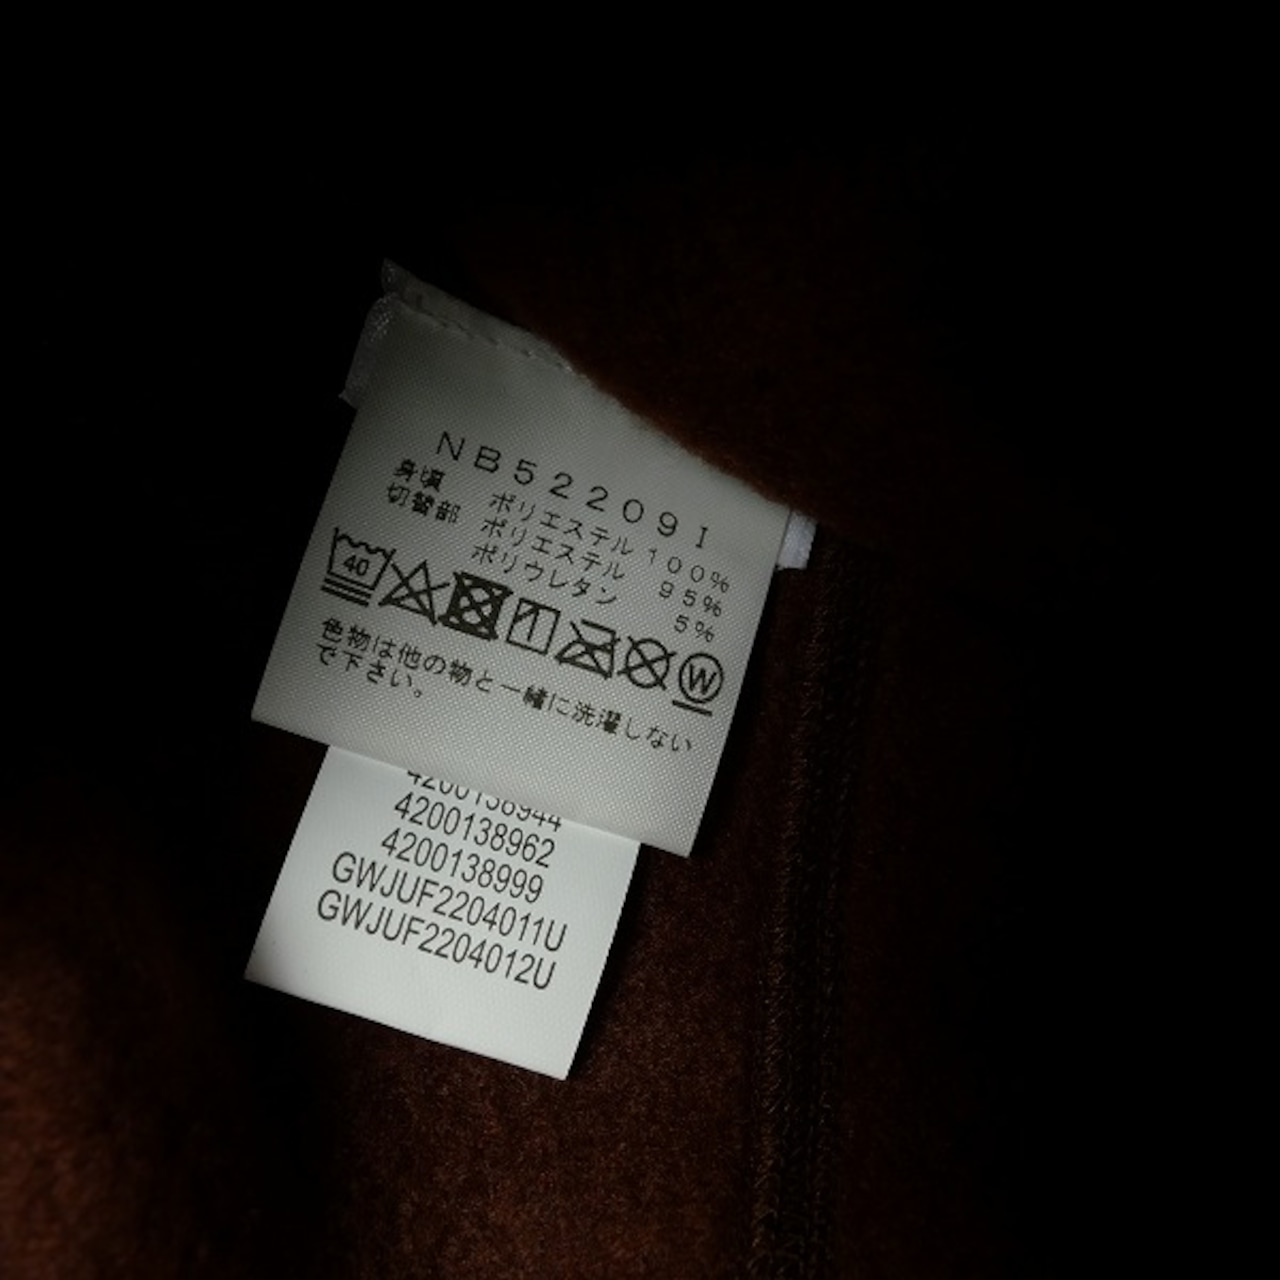 NB52209I
身頃 ポリエステル 100%
切替部 ポリエステル 95%
ポリウレタン 5%
40
W
色物は他の物と一緒に洗濯しない
で下さい。
4200138944
4200138962
4200138999
GWJUF2204011U
GWJUF2204012U